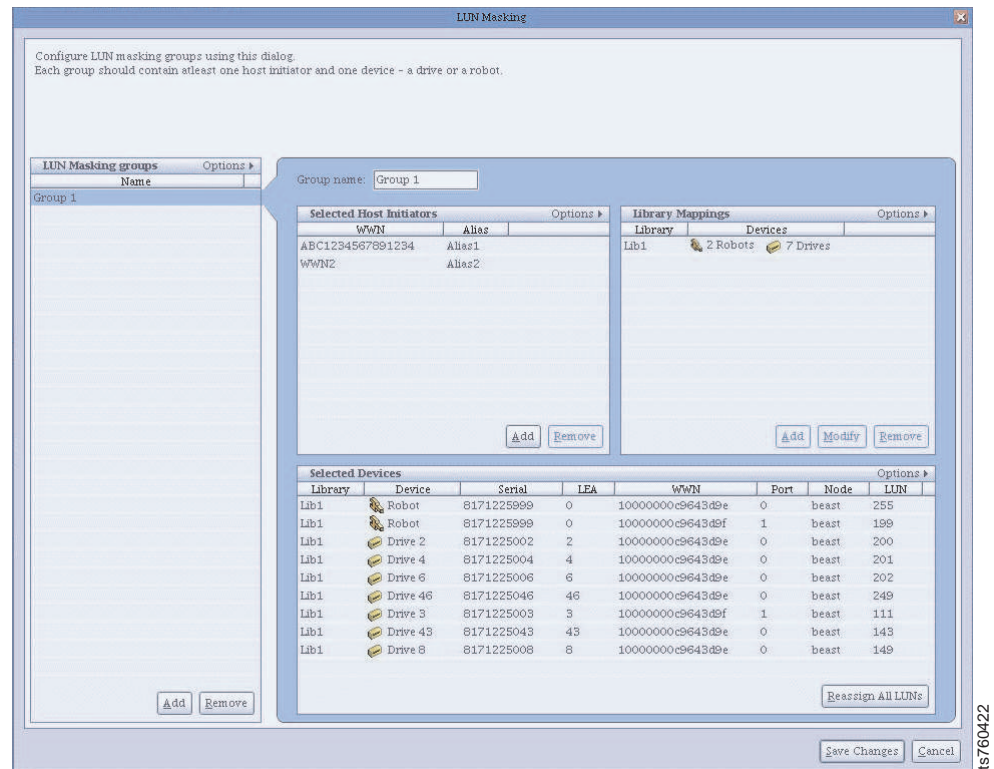 LUN Masking
Configure LUN masking groups using this dialog.
Each group should contain atleast one host initiator and one device - a drive or a robot.
LUN Masking groups Options
Name
Group 1
Add Remove
Group name: Group 1
Selected Host Initiators Options
WWN Alias
ABC1234567891234 Alias1
WWN2 Alias2
Add Remove
Library Mappings Options
Library Devices
Lib1 2 Robots 7 Drives
Add Modify Remove
Selected Devices Options
Library Device Serial LEA WWN Port Node LUN
Lib1 Robot 8171225999 0 10000000c9643d9e 0 beast 255
Lib1 Robot 8171225999 0 10000000c9643d9f 1 beast 199
Lib1 Drive 2 8171225002 2 10000000c9643d9e 0 beast 200
Lib1 Drive 4 8171225004 4 10000000c9643d9e 0 beast 201
Lib1 Drive 6 8171225006 6 10000000c9643d9e 0 beast 202
Lib1 Drive 46 8171225046 46 10000000c9643d9e 0 beast 249
Lib1 Drive 3 8171225003 3 10000000c9643d9f 1 beast 111
Lib1 Drive 43 8171225043 43 10000000c9643d9e 0 beast 143
Lib1 Drive 8 8171225008 8 10000000c9643d9e 0 beast 149
Reassign All LUNs
Save Changes Cancel
ts760422